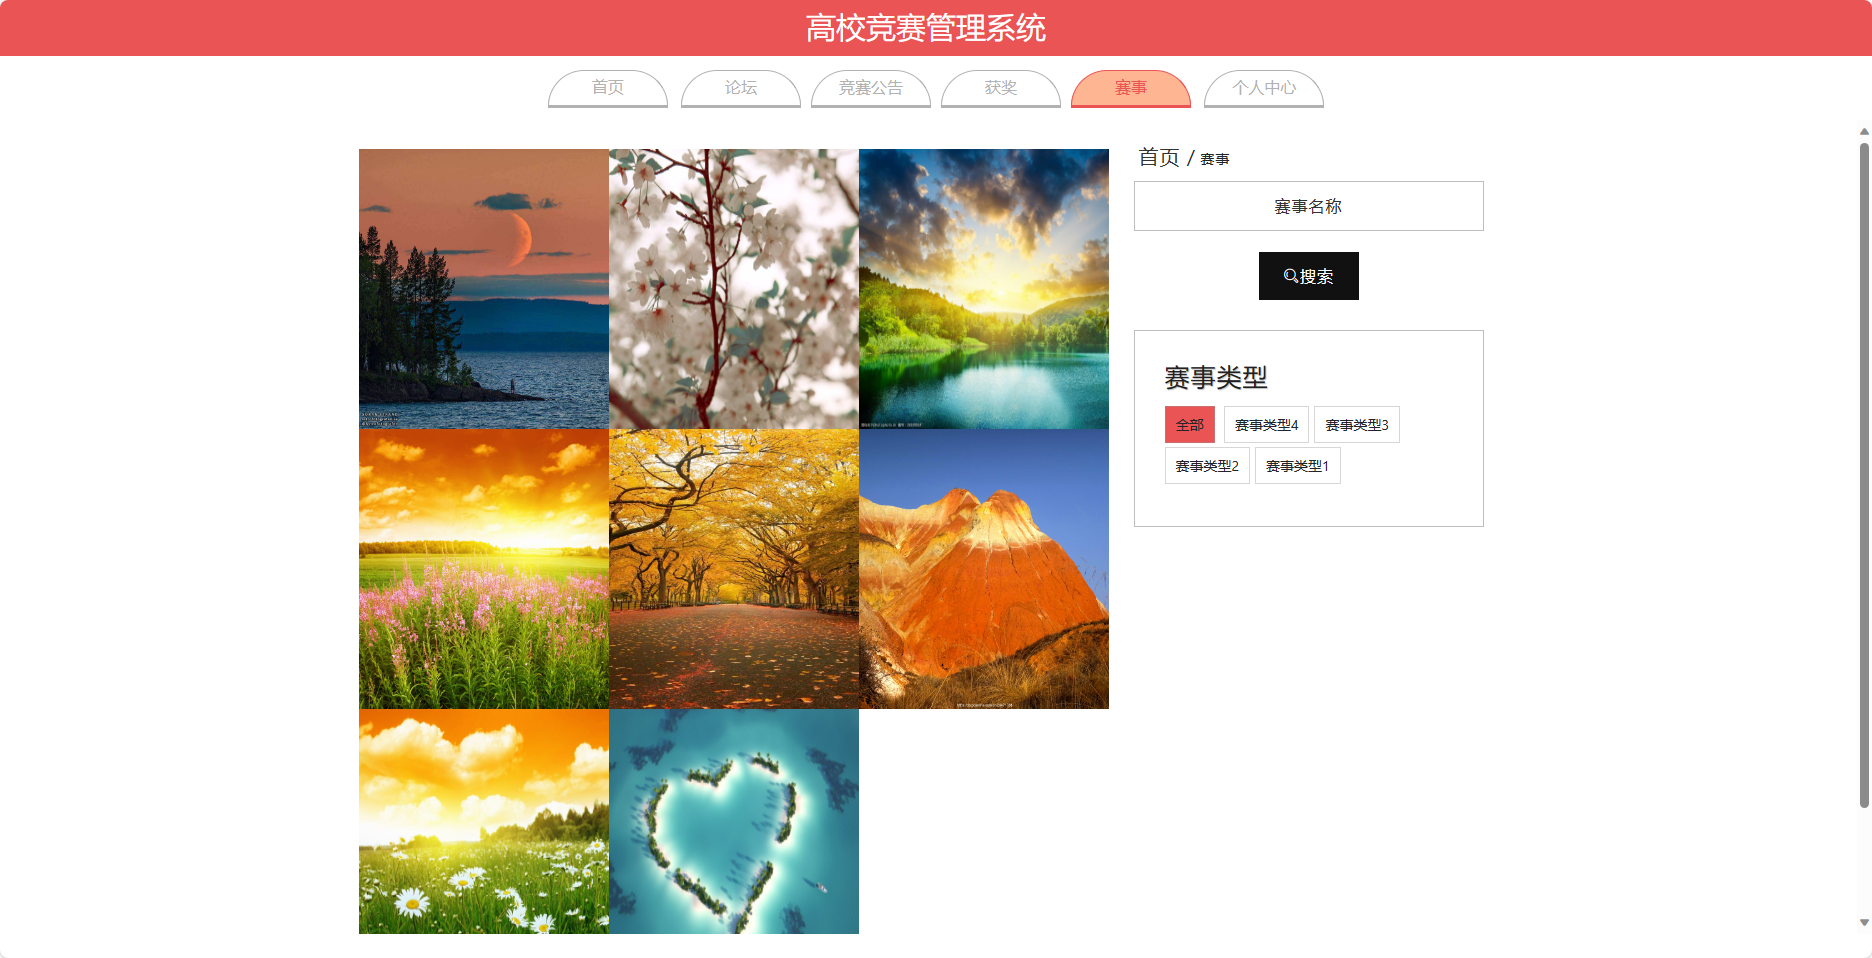 高校竞赛管理系统
首页
论坛
竞赛公告
获奖
赛事
个人中心
首页 / 赛事
赛事名称
搜索
赛事类型
全部 赛事类型4 赛事类型3
赛事类型2 赛事类型1